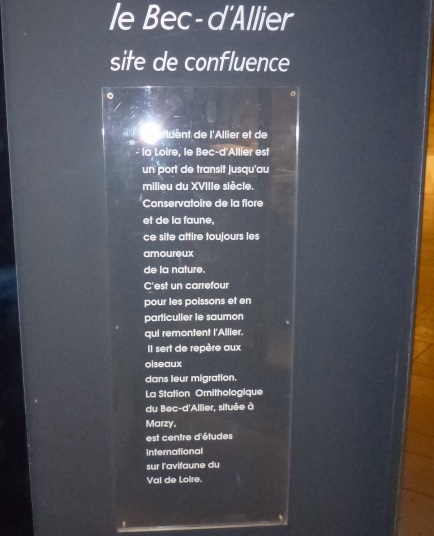 le Bec-d'Allier
site de confluence
de l'Allier et de
la Loire, le Bec-d'Allier est
un port de transit jusqu'au
milieu du XVIIIe siècle.
Conservatoire de la flore
et de la faune,
ce site attire toujours les
amoureux
de la nature.
C'est un carrefour
pour les poissons et en
particulier le saumon
qui remontent l'Allier.
Il sert de repère aux
oiseaux
dans leur migration.
La Station Ornithologique
du Bec-d'Allier, située à
Marzy,
est centre d'études
international
sur l'avifaune du
Val de Loire.